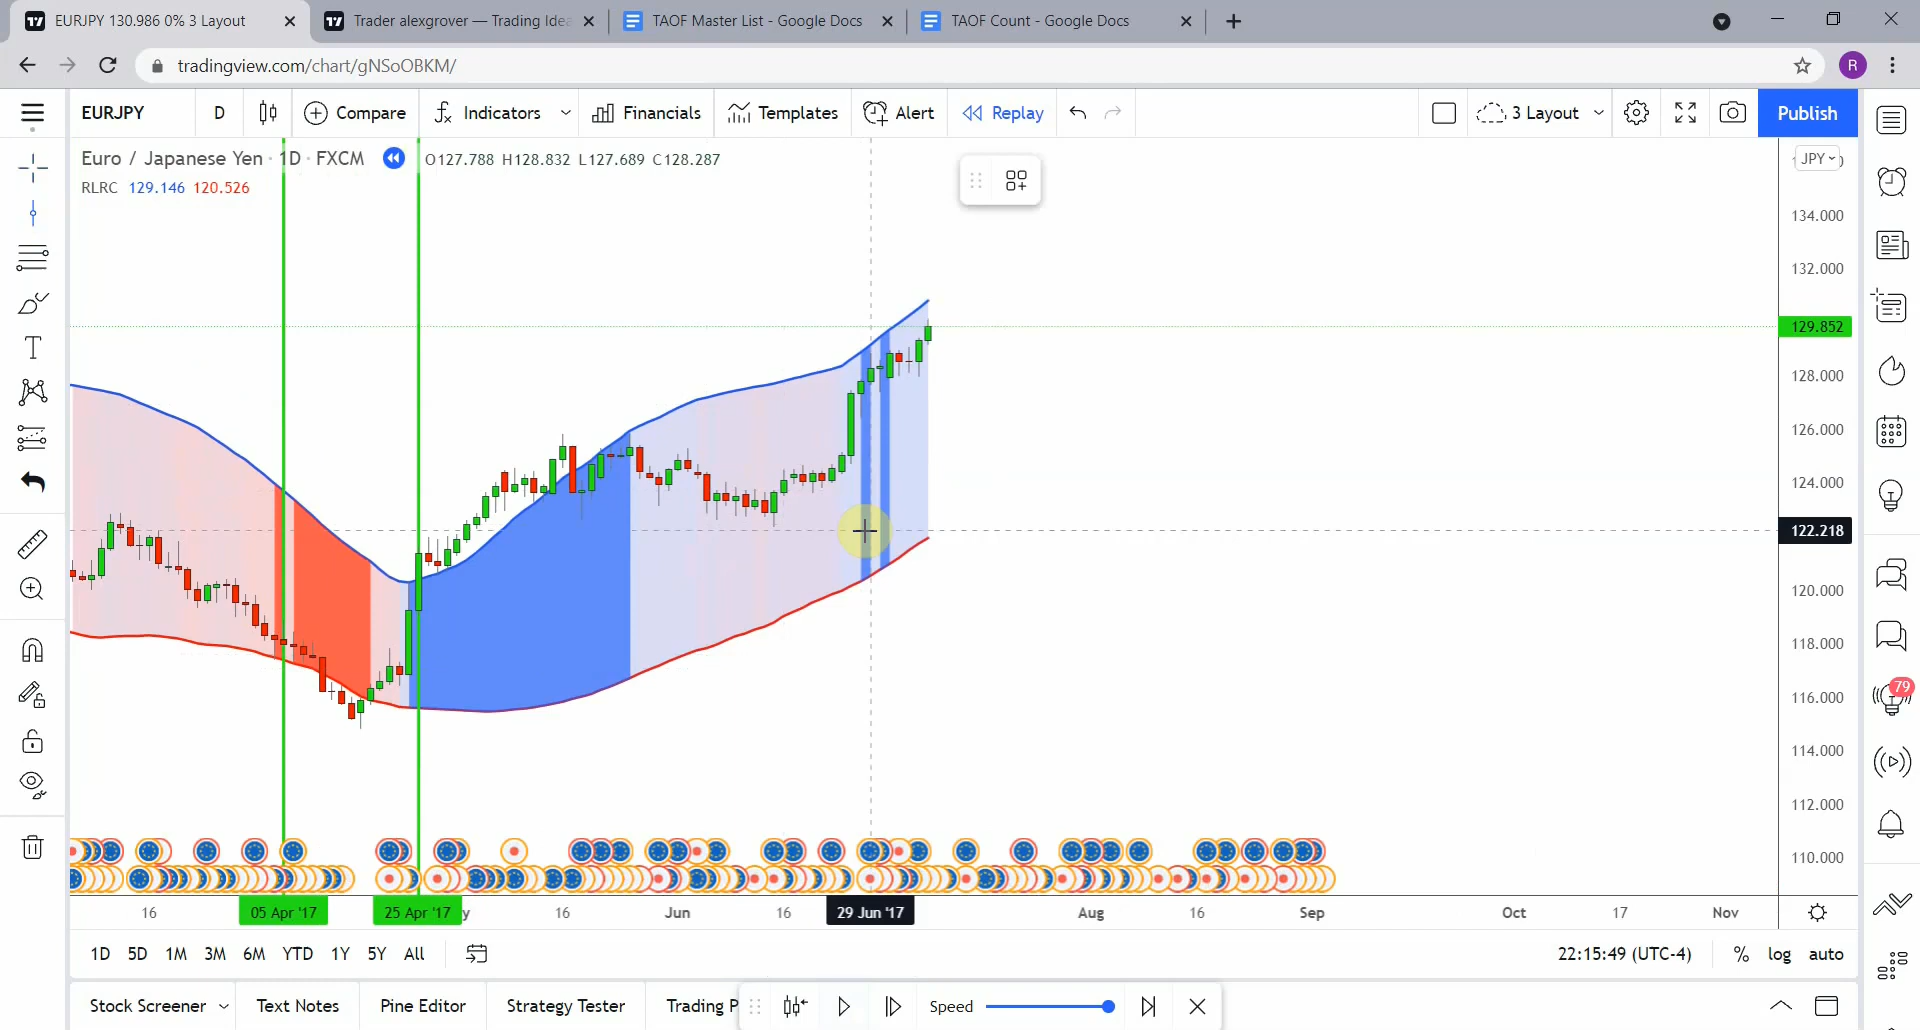 EURJPY 130.986 0% 3 Layout
Trader alexgrover — Trading Idea
TAOF Master List - Google Docs
TAOF Count - Google Docs
tradingview.com/chart/gNSoOBKM/
R
EURJPY D Compare Indicators Financials Templates Alert Replay 3 Layout Publish
Euro / Japanese Yen · 1D · FXCM O127.788 H128.832 L127.689 C128.287
JPY
RLRC 129.146 120.526
134.000
132.000
129.852
128.000
126.000
124.000
122.218
120.000
118.000
116.000
79
114.000
112.000
110.000
16 05 Apr '17 25 Apr '17 16 Jun 16 29 Jun '17 Aug 16 Sep Oct 17 Nov
1D 5D 1M 3M 6M YTD 1Y 5Y All 22:15:49 (UTC-4) % log auto
Stock Screener Text Notes Pine Editor Strategy Tester Trading P Speed